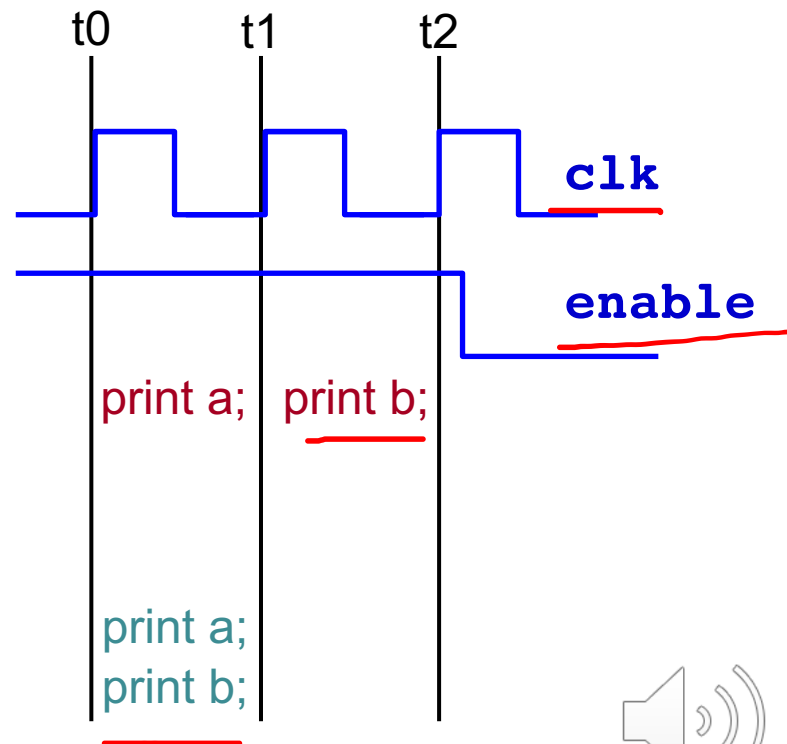 t0 t1 t2
clk
enable
print a; print b;
print a;
print b;